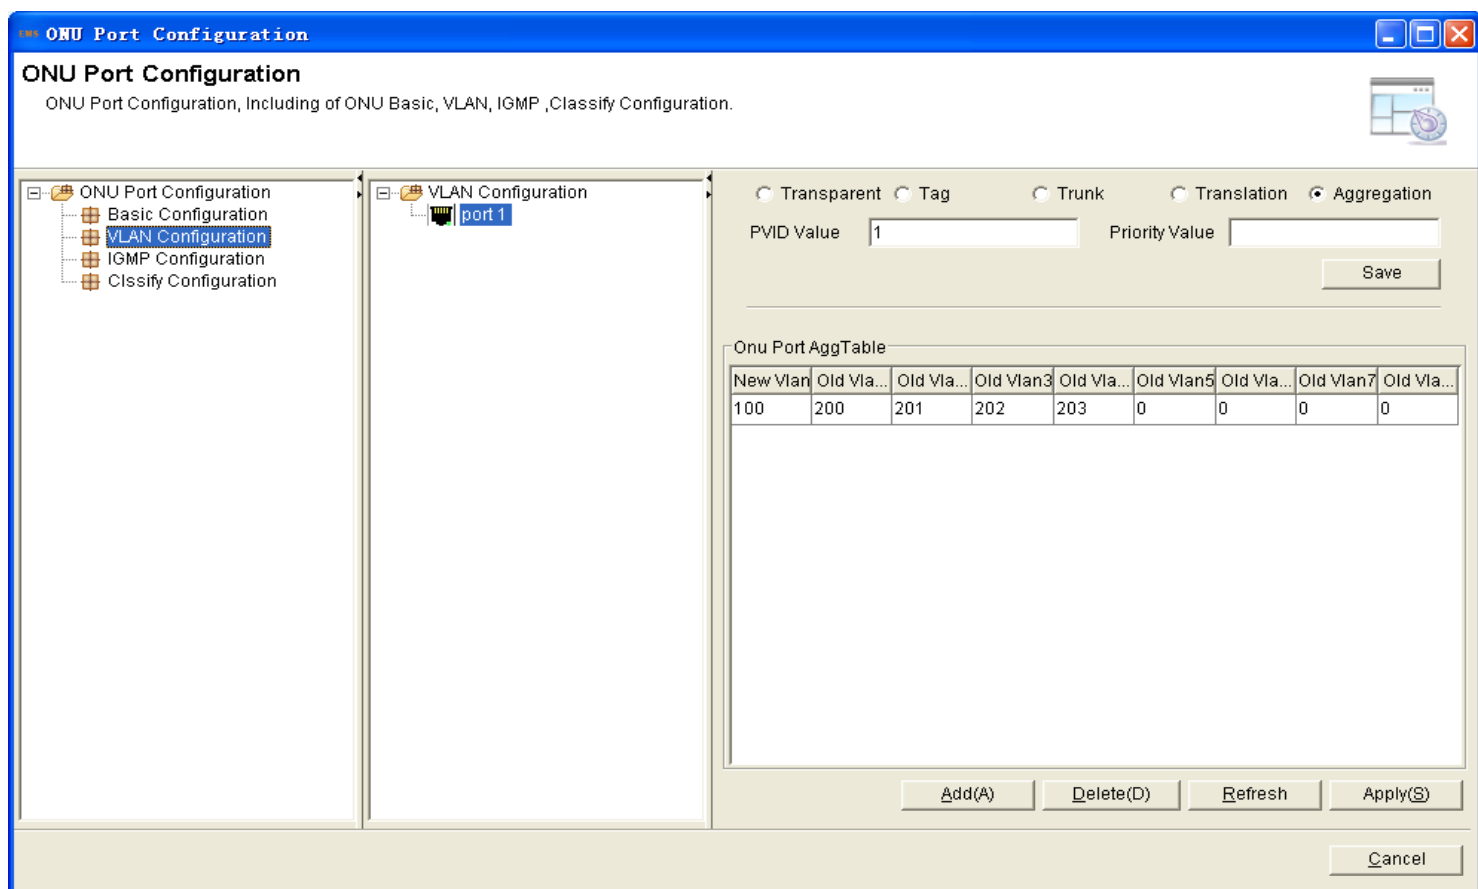 EMS ONU Port Configuration
ONU Port Configuration
ONU Port Configuration, Including of ONU Basic, VLAN, IGMP ,Classify Configuration.
ONU Port Configuration
Basic Configuration
VLAN Configuration
IGMP Configuration
Clssify Configuration
VLAN Configuration
port 1
Transparent Tag Trunk Translation Aggregation
PVID Value 1 Priority Value
Save
Onu Port AggTable
New Vlan Old Vla... Old Vla... Old Vlan3 Old Vla... Old Vlan5 Old Vla... Old Vlan7 Old Vla...
100 200 201 202 203 0 0 0 0
Add(A) Delete(D) Refresh Apply(S)
Cancel